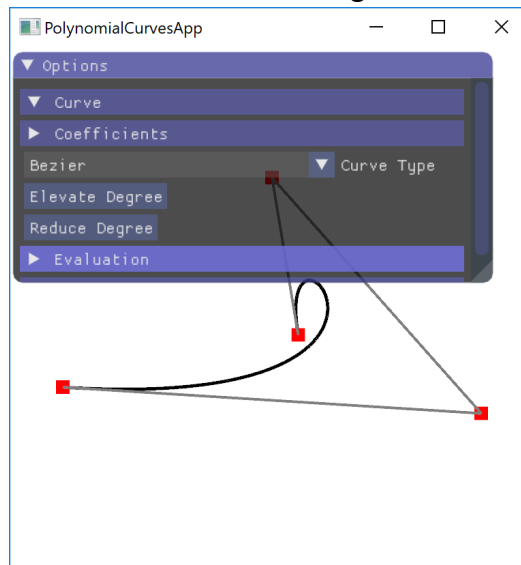 PolynomialCurvesApp
Options
Curve
Coefficients
Bezier Curve Type
Elevate Degree
Reduce Degree
Evaluation